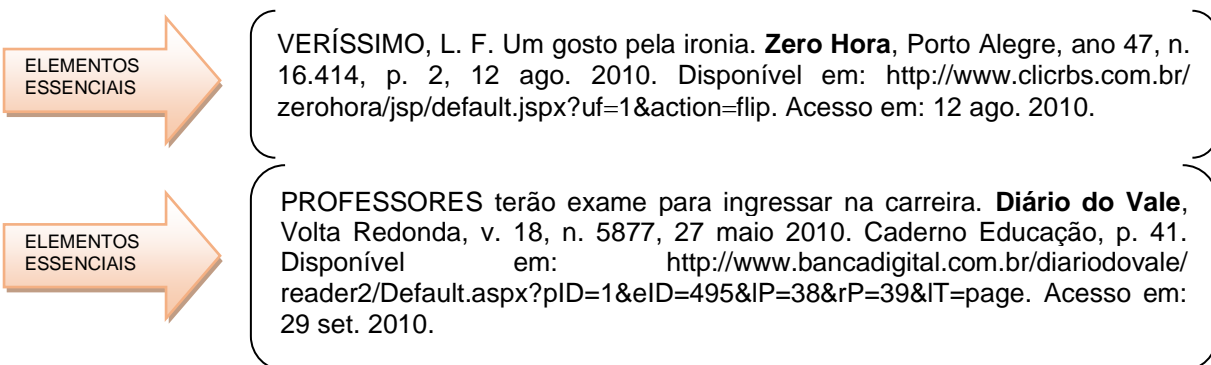 ELEMENTOS
ESSENCIAIS
VERÍSSIMO, L. F. Um gosto pela ironia. Zero Hora, Porto Alegre, ano 47, n.
16.414, p. 2, 12 ago. 2010. Disponível em: http://www.clicrbs.com.br/
zerohora/jsp/default.jspx?uf=1&action=flip. Acesso em: 12 ago. 2010.
ELEMENTOS
ESSENCIAIS
PROFESSORES terão exame para ingressar na carreira. Diário do Vale,
Volta Redonda, v. 18, n. 5877, 27 maio 2010. Caderno Educação, p. 41.
Disponível em: http://www.bancadigital.com.br/diariodovale/
reader2/Default.aspx?pID=1&eID=495&lP=38&rP=39&lT=page. Acesso em:
29 set. 2010.